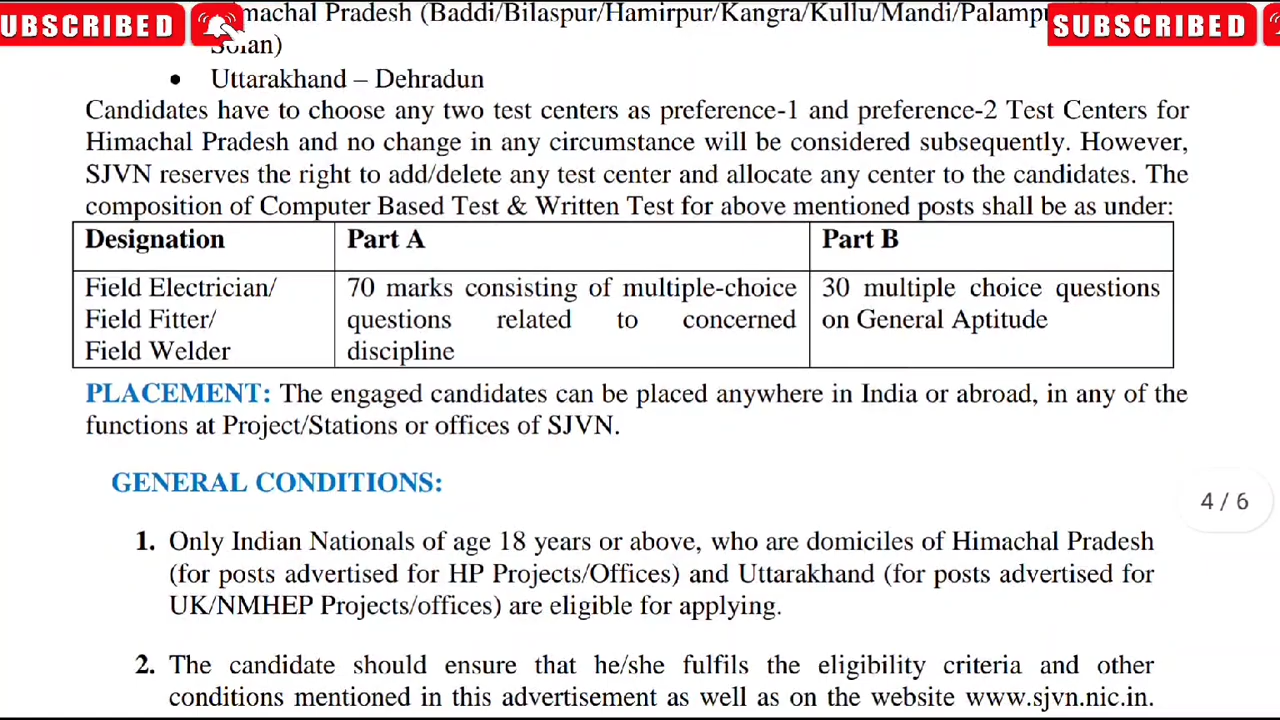 UBSCRIBED
SUBSCRIBED
machal Pradesh (Baddi/Bilaspur/Hamirpur/Kangra/Kullu/Mandi/Palampu
Solan)
• Uttarakhand – Dehradun
Candidates have to choose any two test centers as preference-1 and preference-2 Test Centers for
Himachal Pradesh and no change in any circumstance will be considered subsequently. However,
SJVN reserves the right to add/delete any test center and allocate any center to the candidates. The
composition of Computer Based Test & Written Test for above mentioned posts shall be as under:
Designation Part A Part B
Field Electrician/ 70 marks consisting of multiple-choice 30 multiple choice questions
Field Fitter/ questions related to concerned on General Aptitude
Field Welder discipline
PLACEMENT: The engaged candidates can be placed anywhere in India or abroad, in any of the
functions at Project/Stations or offices of SJVN.
GENERAL CONDITIONS:
4 / 6
1. Only Indian Nationals of age 18 years or above, who are domiciles of Himachal Pradesh
(for posts advertised for HP Projects/Offices) and Uttarakhand (for posts advertised for
UK/NMHEP Projects/offices) are eligible for applying.
2. The candidate should ensure that he/she fulfils the eligibility criteria and other
conditions mentioned in this advertisement as well as on the website www.sjvn.nic.in.